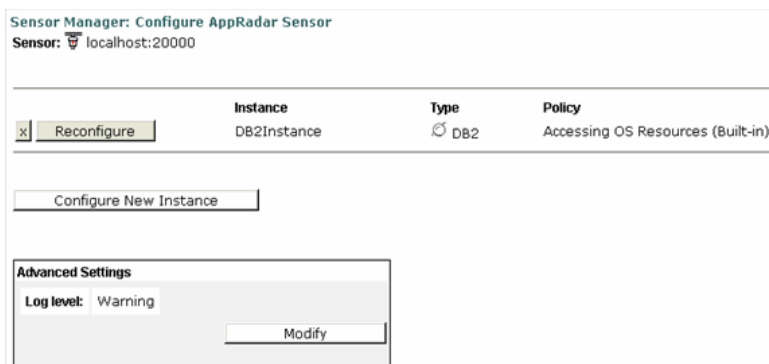 Sensor Manager: Configure AppRadar Sensor
Sensor: localhost:20000
Instance Type Policy
x Reconfigure DB2Instance DB2 Accessing OS Resources (Built-in)
Configure New Instance
Advanced Settings
Log level: Warning
Modify